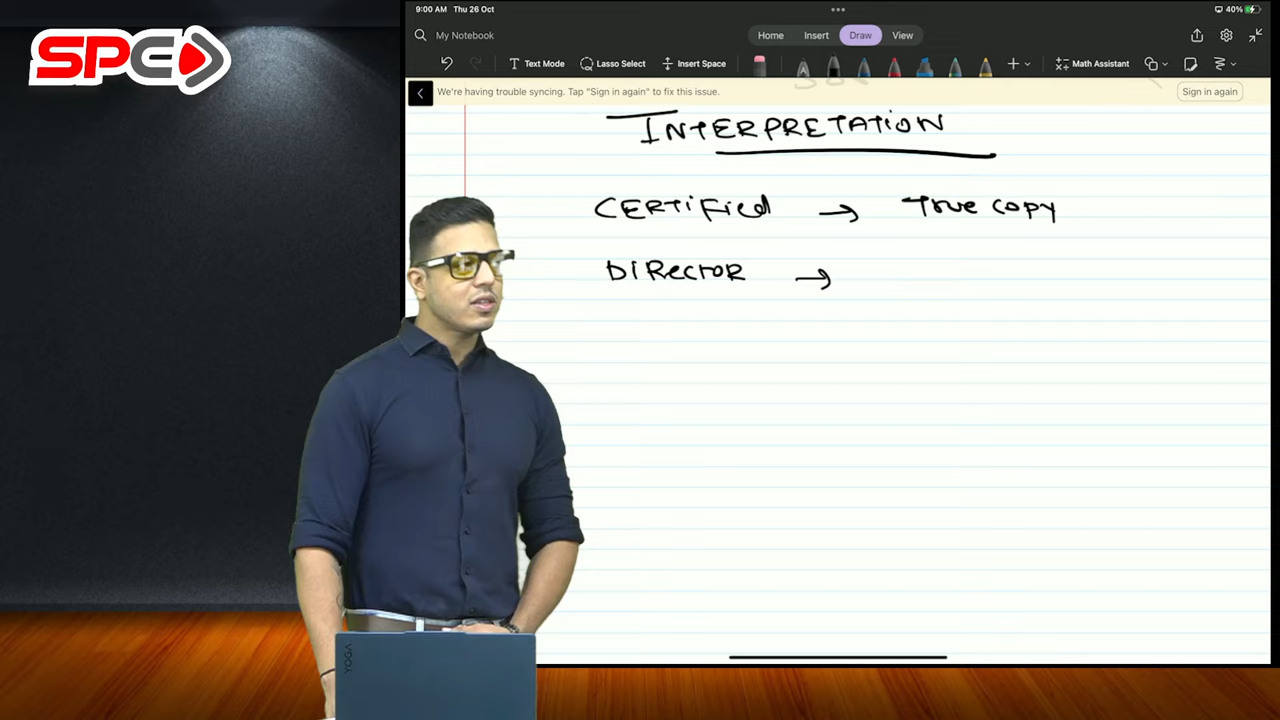 SPED
9:00 AM Thu 26 Oct
40%
My Notebook
Home Insert Draw View
Text Mode Lasso Select Insert Space Math Assistant
We're having trouble syncing. Tap "Sign in again" to fix this issue. Sign in again
INTERPRETATION
CERTified → True copy
DIRECTOR →
YOGA